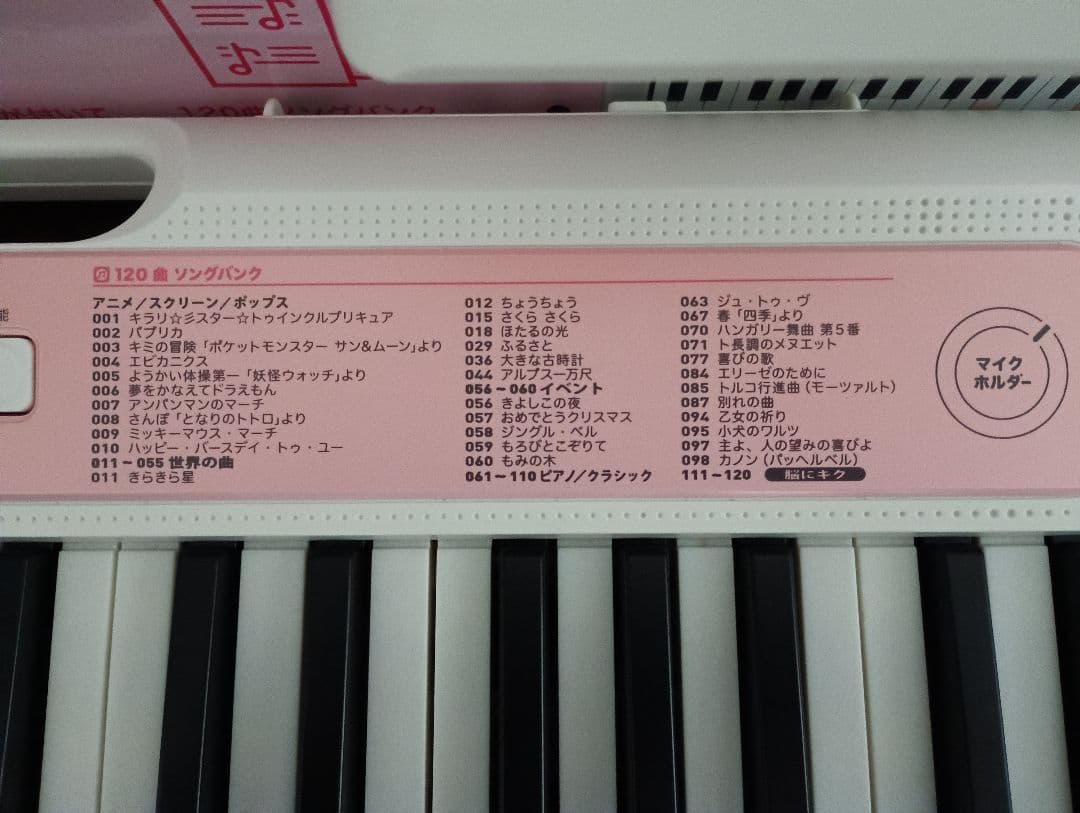 120曲ソングバンク
能
120曲 ソングバンク
アニメ／スクリーン／ポップス
001 キラリ☆彡スター☆トゥインクルプリキュア
002 パプリカ
003 キミの冒険「ポケットモンスター サン&ムーン」より
004 エビカニクス
005 ようかい体操第一「妖怪ウォッチ」より
006 夢をかなえてドラえもん
007 アンパンマンのマーチ
008 さんぽ「となりのトトロ」より
009 ミッキーマウス・マーチ
010 ハッピー・バースデイ・トゥ・ユー
011～055 世界の曲
011 きらきら星
012 ちょうちょう
015 さくら さくら
018 ほたるの光
029 ふるさと
036 大きな古時計
044 アルプス一万尺
056～060 イベント
056 きよしこの夜
057 おめでとうクリスマス
058 ジングル・ベル
059 もろびとこぞりて
060 もみの木
061～110 ピアノ／クラシック
063 ジュ・トゥ・ヴ
067 春「四季」より
070 ハンガリー舞曲 第5番
071 ト長調のメヌエット
077 喜びの歌
084 エリーゼのために
085 トルコ行進曲（モーツァルト）
087 別れの曲
094 乙女の祈り
095 小犬のワルツ
097 主よ、人の望みの喜びよ
098 カノン（パッヘルベル）
111～120 脳にキク
マイク
ホルダー